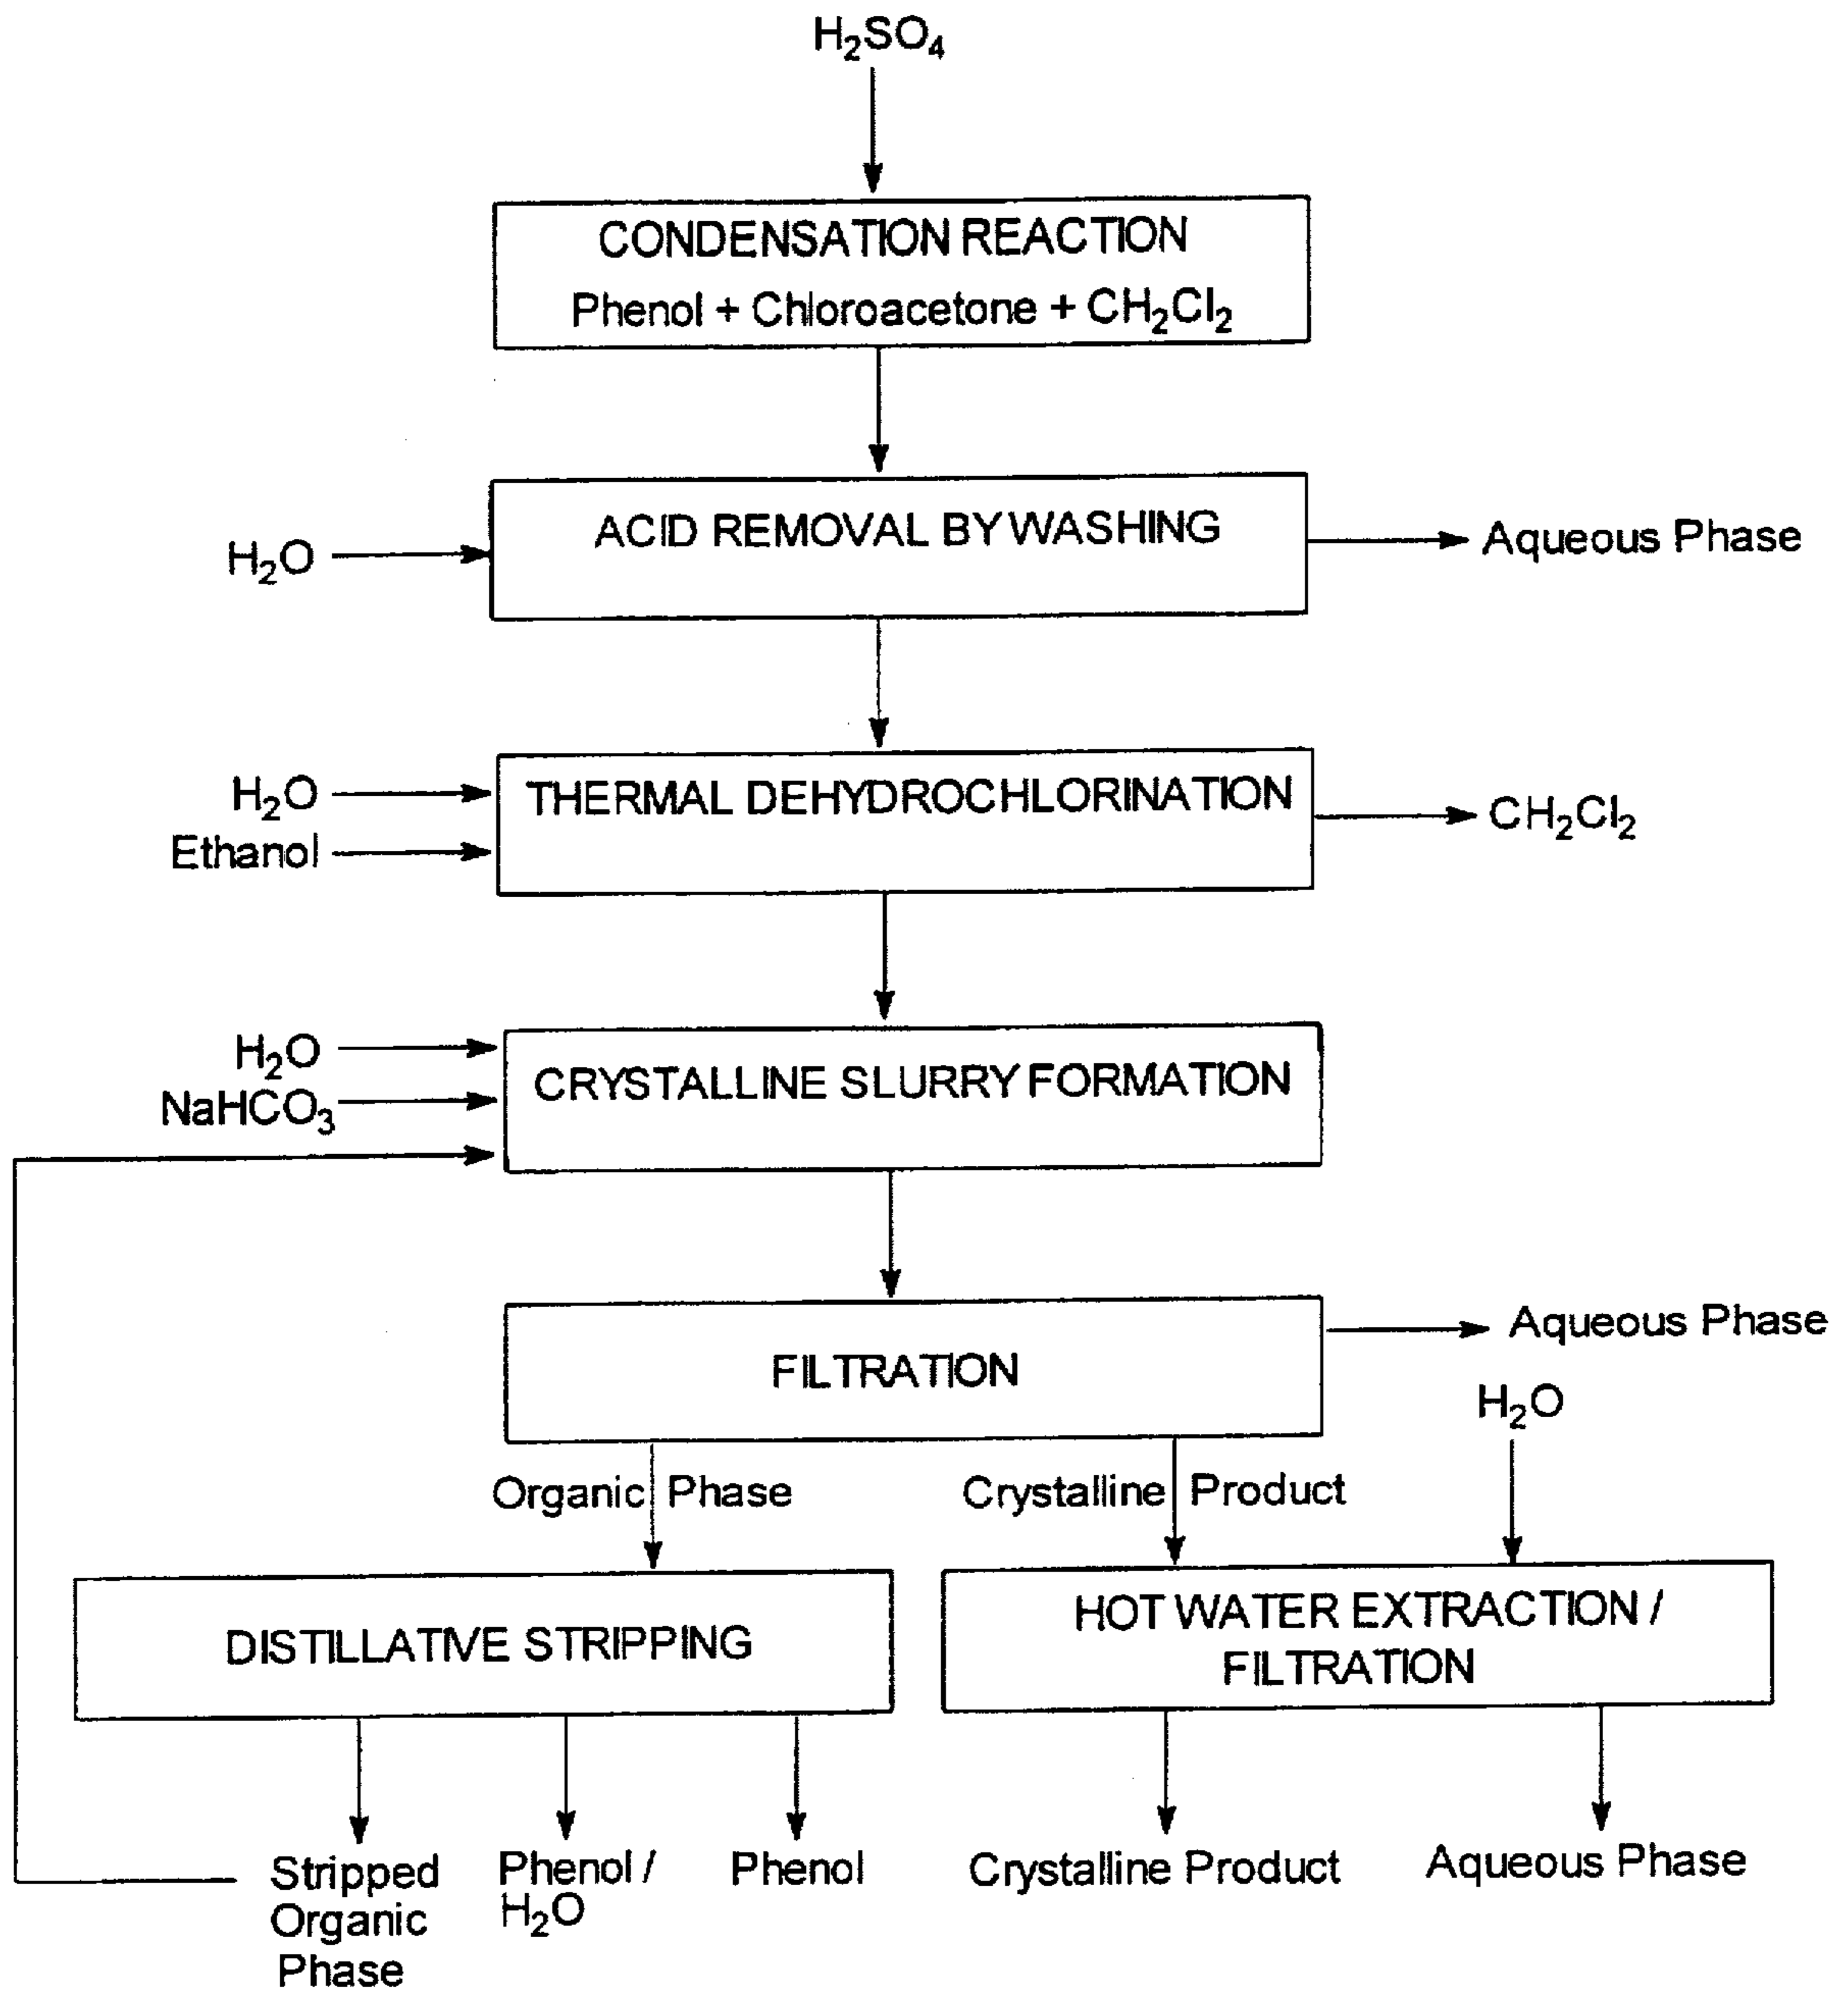 H₂SO₄
CONDENSATION REACTION
Phenol + Chloroacetone + CH₂Cl₂
ACID REMOVAL BY WASHING
H₂O
Aqueous Phase
THERMAL DEHYDROCHLORINATION
H₂O
Ethanol
CH₂Cl₂
H₂O
NaHCO₃
CRYSTALLINE SLURRY FORMATION
FILTRATION
Aqueous Phase
H₂O
Organic Phase
Crystalline Product
DISTILLATIVE STRIPPING
HOT WATER EXTRACTION /
FILTRATION
Stripped
Organic
Phase
Phenol /
H₂O
Phenol
Crystalline Product
Aqueous Phase